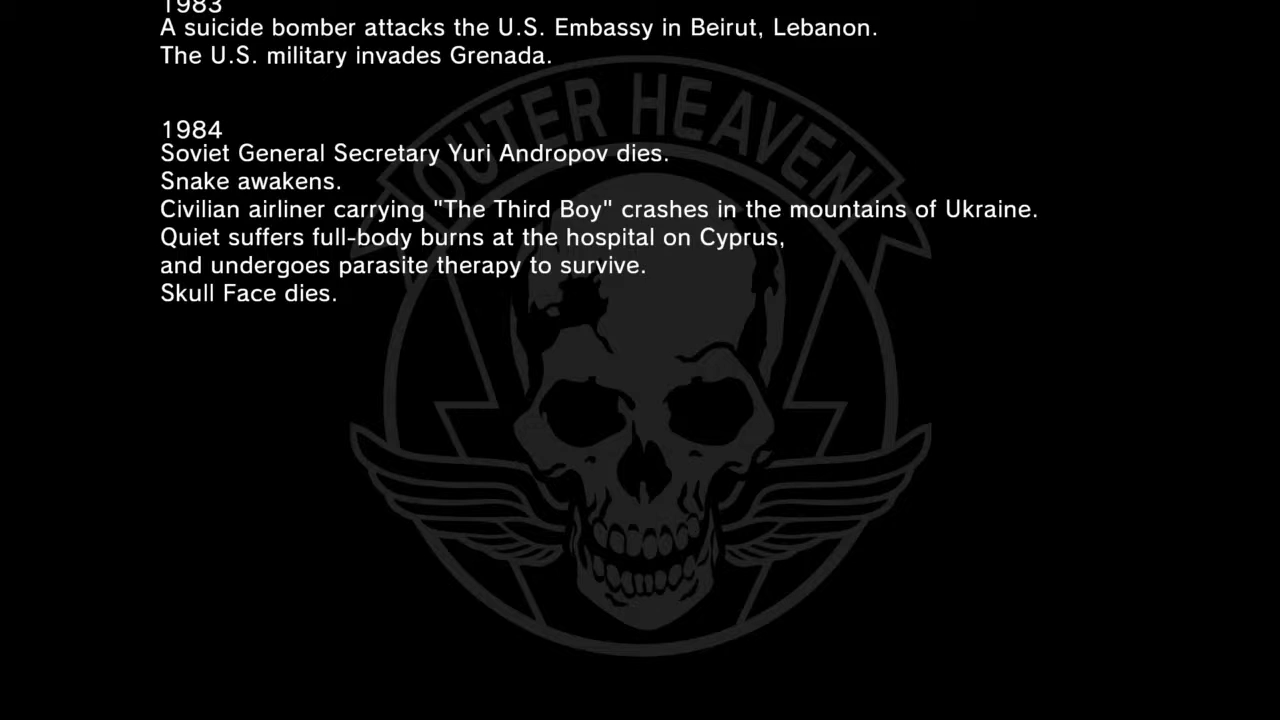 1983
A suicide bomber attacks the U.S. Embassy in Beirut, Lebanon.
The U.S. military invades Grenada.
OUTER HEAVEN
1984
Soviet General Secretary Yuri Andropov dies.
Snake awakens.
Civilian airliner carrying "The Third Boy" crashes in the mountains of Ukraine.
Quiet suffers full-body burns at the hospital on Cyprus,
and undergoes parasite therapy to survive.
Skull Face dies.